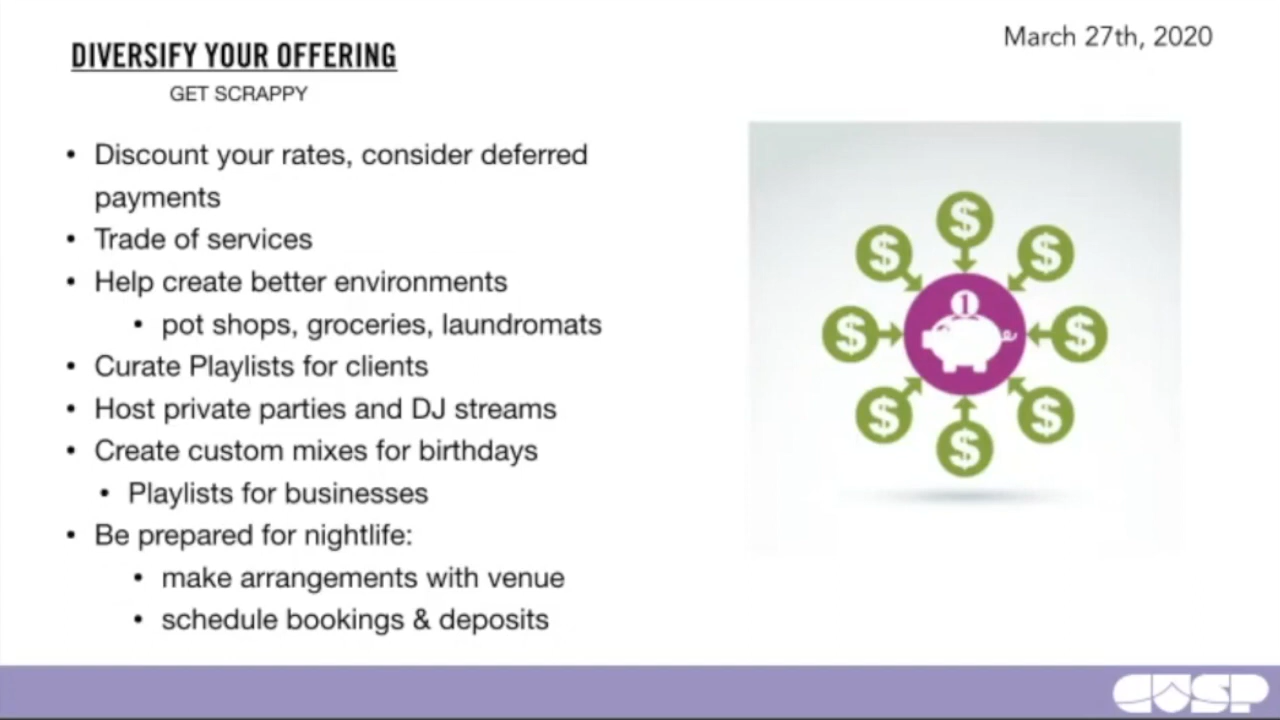 DIVERSIFY YOUR OFFERING
GET SCRAPPY
March 27th, 2020
• Discount your rates, consider deferred
payments
• Trade of services
• Help create better environments
• pot shops, groceries, laundromats
• Curate Playlists for clients
• Host private parties and DJ streams
• Create custom mixes for birthdays
• Playlists for businesses
• Be prepared for nightlife:
• make arrangements with venue
• schedule bookings & deposits
$
$
$
1
$
$
$
$
$
CUSP